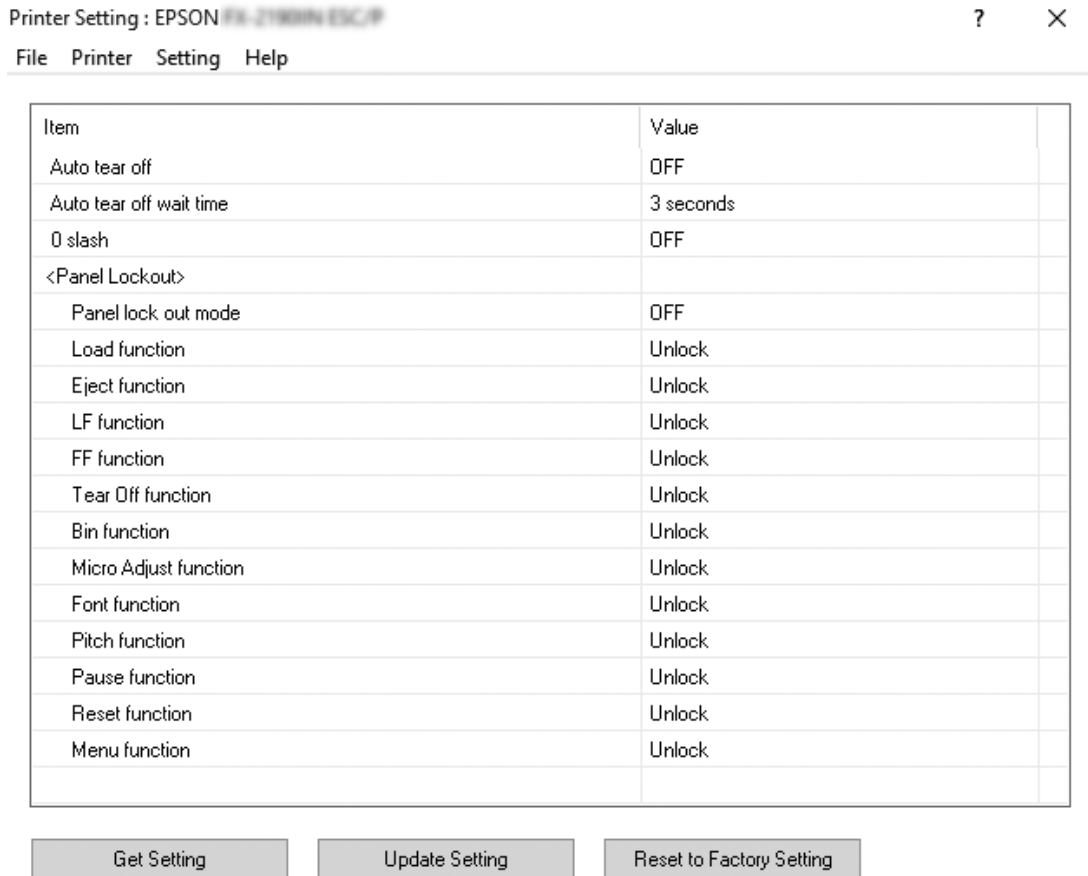 Printer Setting : EPSON
? ×
File Printer Setting Help
Item Value
Auto tear off OFF
Auto tear off wait time 3 seconds
0 slash OFF
<Panel Lockout>
Panel lock out mode OFF
Load function Unlock
Eject function Unlock
LF function Unlock
FF function Unlock
Tear Off function Unlock
Bin function Unlock
Micro Adjust function Unlock
Font function Unlock
Pitch function Unlock
Pause function Unlock
Reset function Unlock
Menu function Unlock
Get Setting Update Setting Reset to Factory Setting